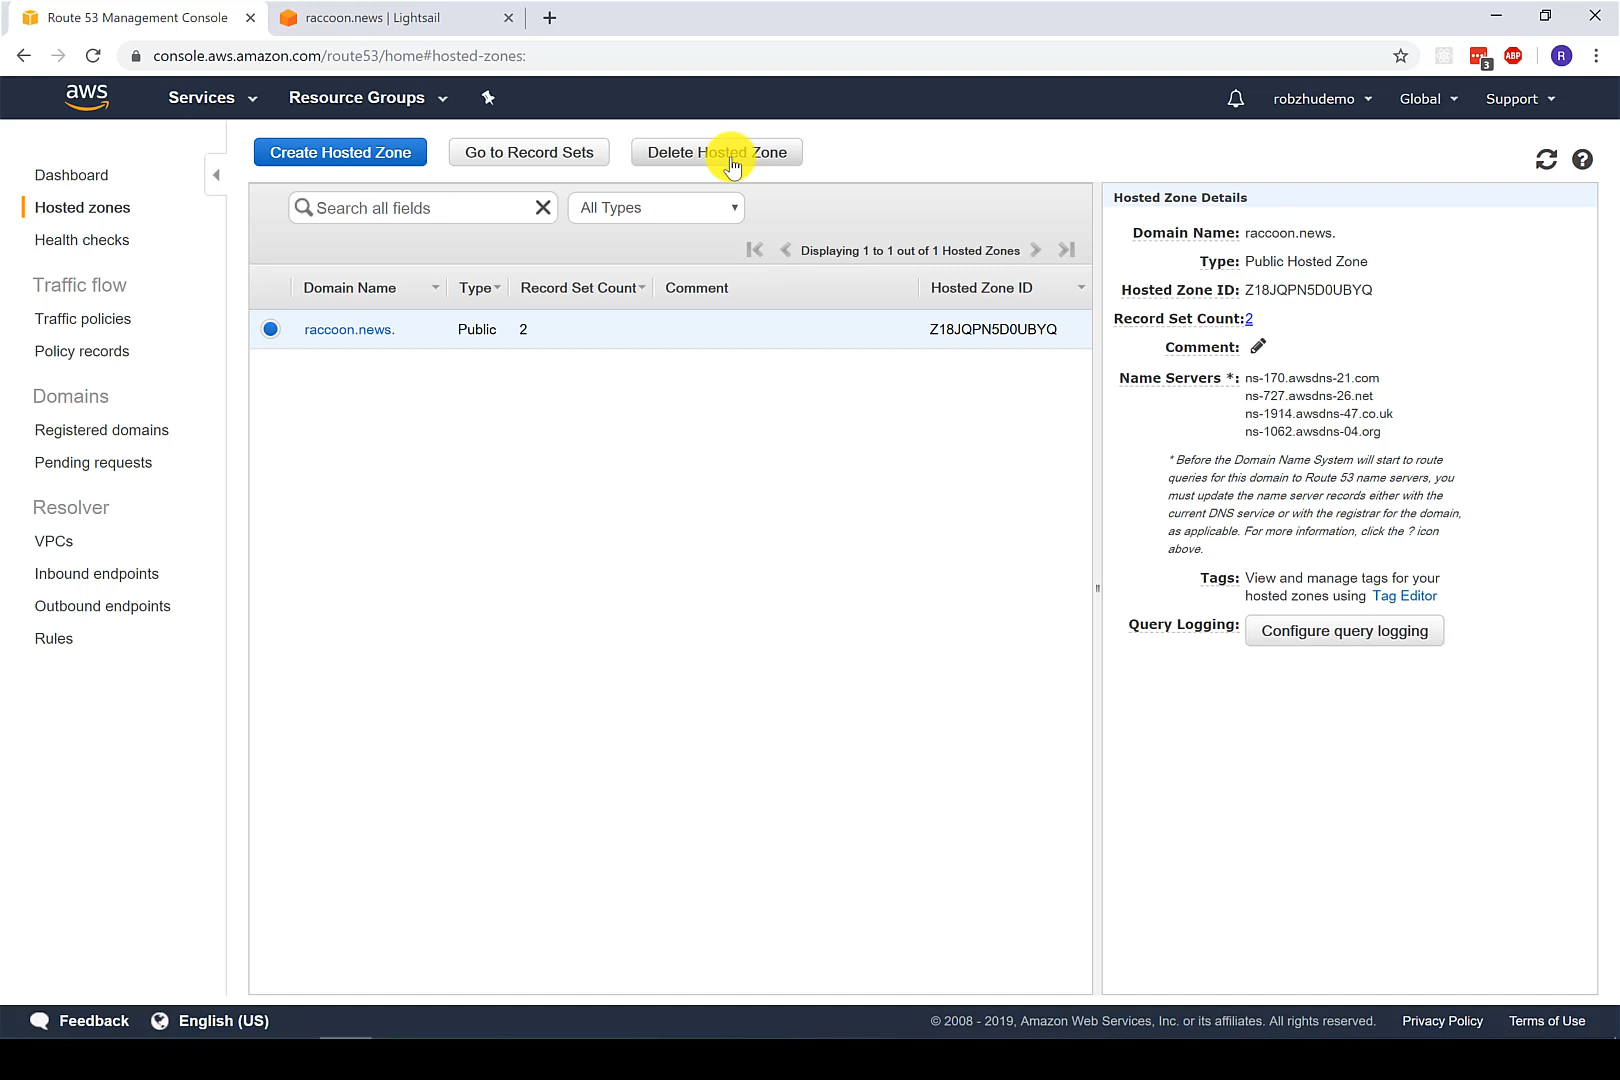 Route 53 Management Console
raccoon.news | Lightsail
console.aws.amazon.com/route53/home#hosted-zones:
3
ABP
R
aws
Services
Resource Groups
robzhudemo
Global
Support
Dashboard
Hosted zones
Health checks
Traffic flow
Traffic policies
Policy records
Domains
Registered domains
Pending requests
Resolver
VPCs
Inbound endpoints
Outbound endpoints
Rules
Create Hosted Zone
Go to Record Sets
Delete Hosted Zone
Search all fields
All Types
Displaying 1 to 1 out of 1 Hosted Zones
Domain Name Type Record Set Count Comment Hosted Zone ID
raccoon.news. Public 2 Z18JQPN5D0UBYQ
Hosted Zone Details
Domain Name: raccoon.news.
Type: Public Hosted Zone
Hosted Zone ID: Z18JQPN5D0UBYQ
Record Set Count: 2
Comment:
Name Servers *: ns-170.awsdns-21.com
ns-727.awsdns-26.net
ns-1914.awsdns-47.co.uk
ns-1062.awsdns-04.org
* Before the Domain Name System will start to route
queries for this domain to Route 53 name servers, you
must update the name server records either with the
current DNS service or with the registrar for the domain,
as applicable. For more information, click the ? icon
above.
Tags: View and manage tags for your
hosted zones using Tag Editor
Query Logging: Configure query logging
Feedback
English (US)
© 2008 - 2019, Amazon Web Services, Inc. or its affiliates. All rights reserved.
Privacy Policy
Terms of Use